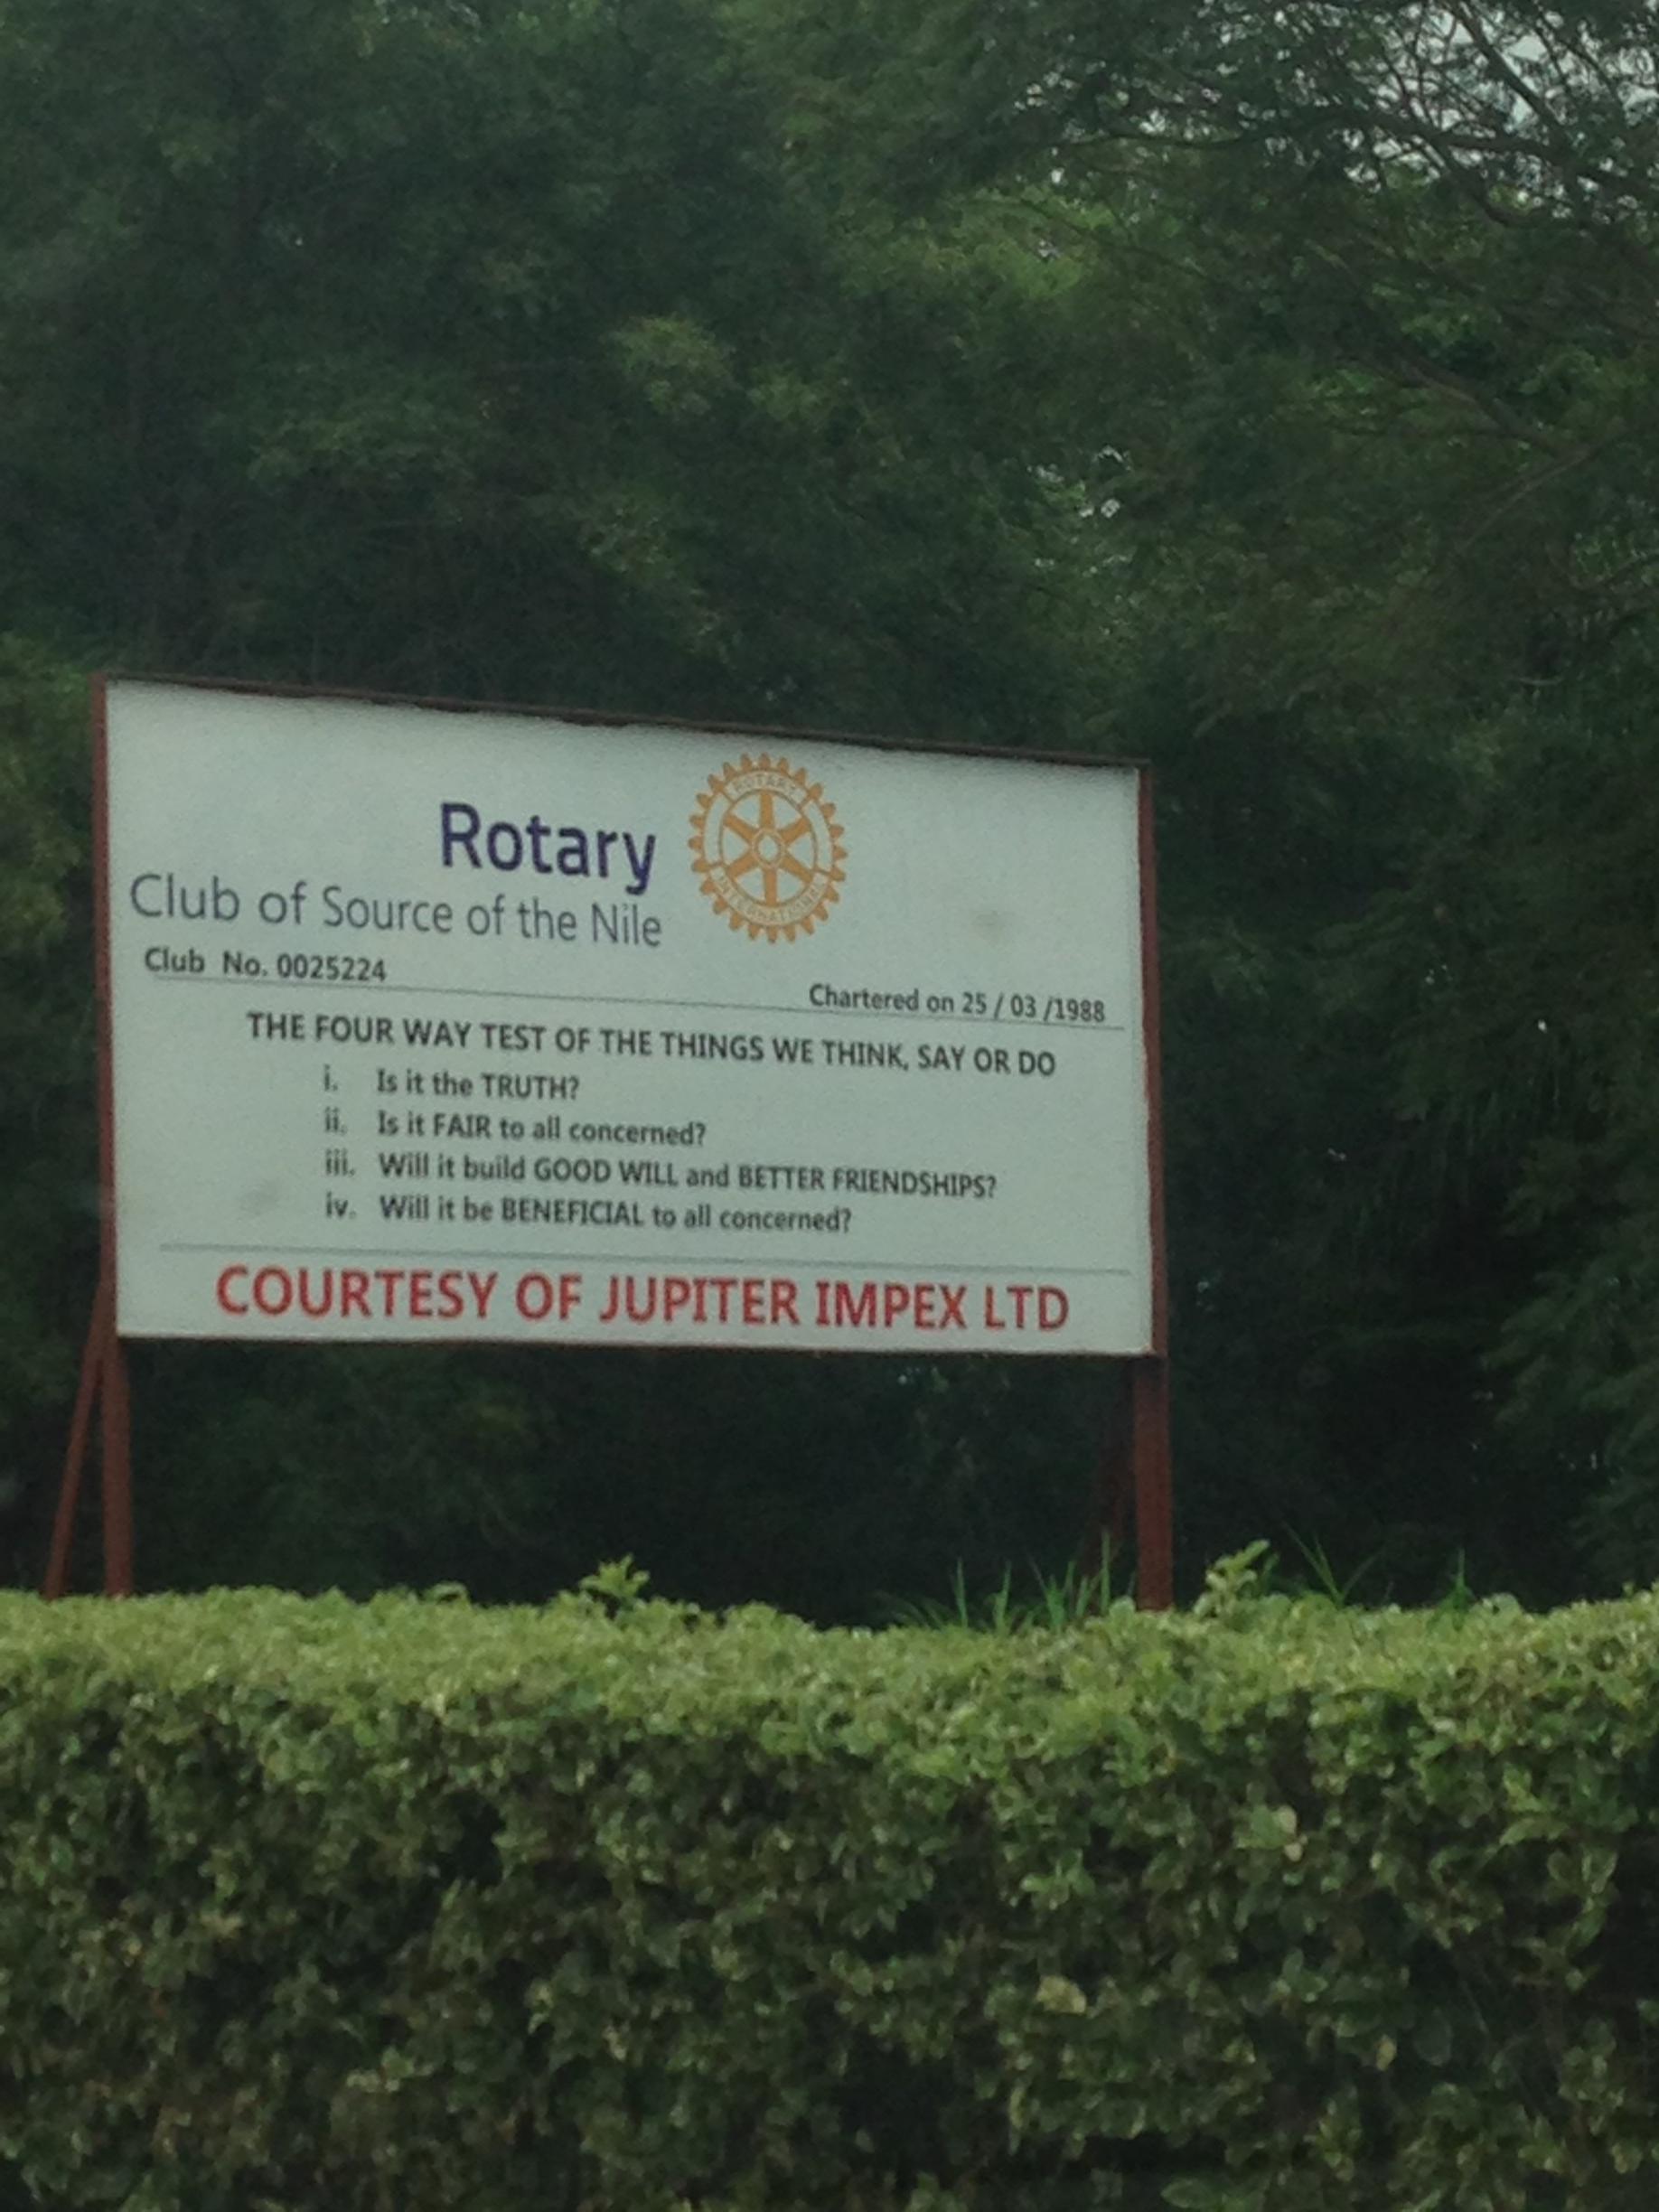 Rotary
ROTARY
INTERNATIONAL
Club of Source of the Nile
Club No. 0025224
Chartered on 25 / 03 /1988
THE FOUR WAY TEST OF THE THINGS WE THINK, SAY OR DO
i. Is it the TRUTH?
ii. Is it FAIR to all concerned?
iii. Will it build GOOD WILL and BETTER FRIENDSHIPS?
iv. Will it be BENEFICIAL to all concerned?
COURTESY OF JUPITER IMPEX LTD